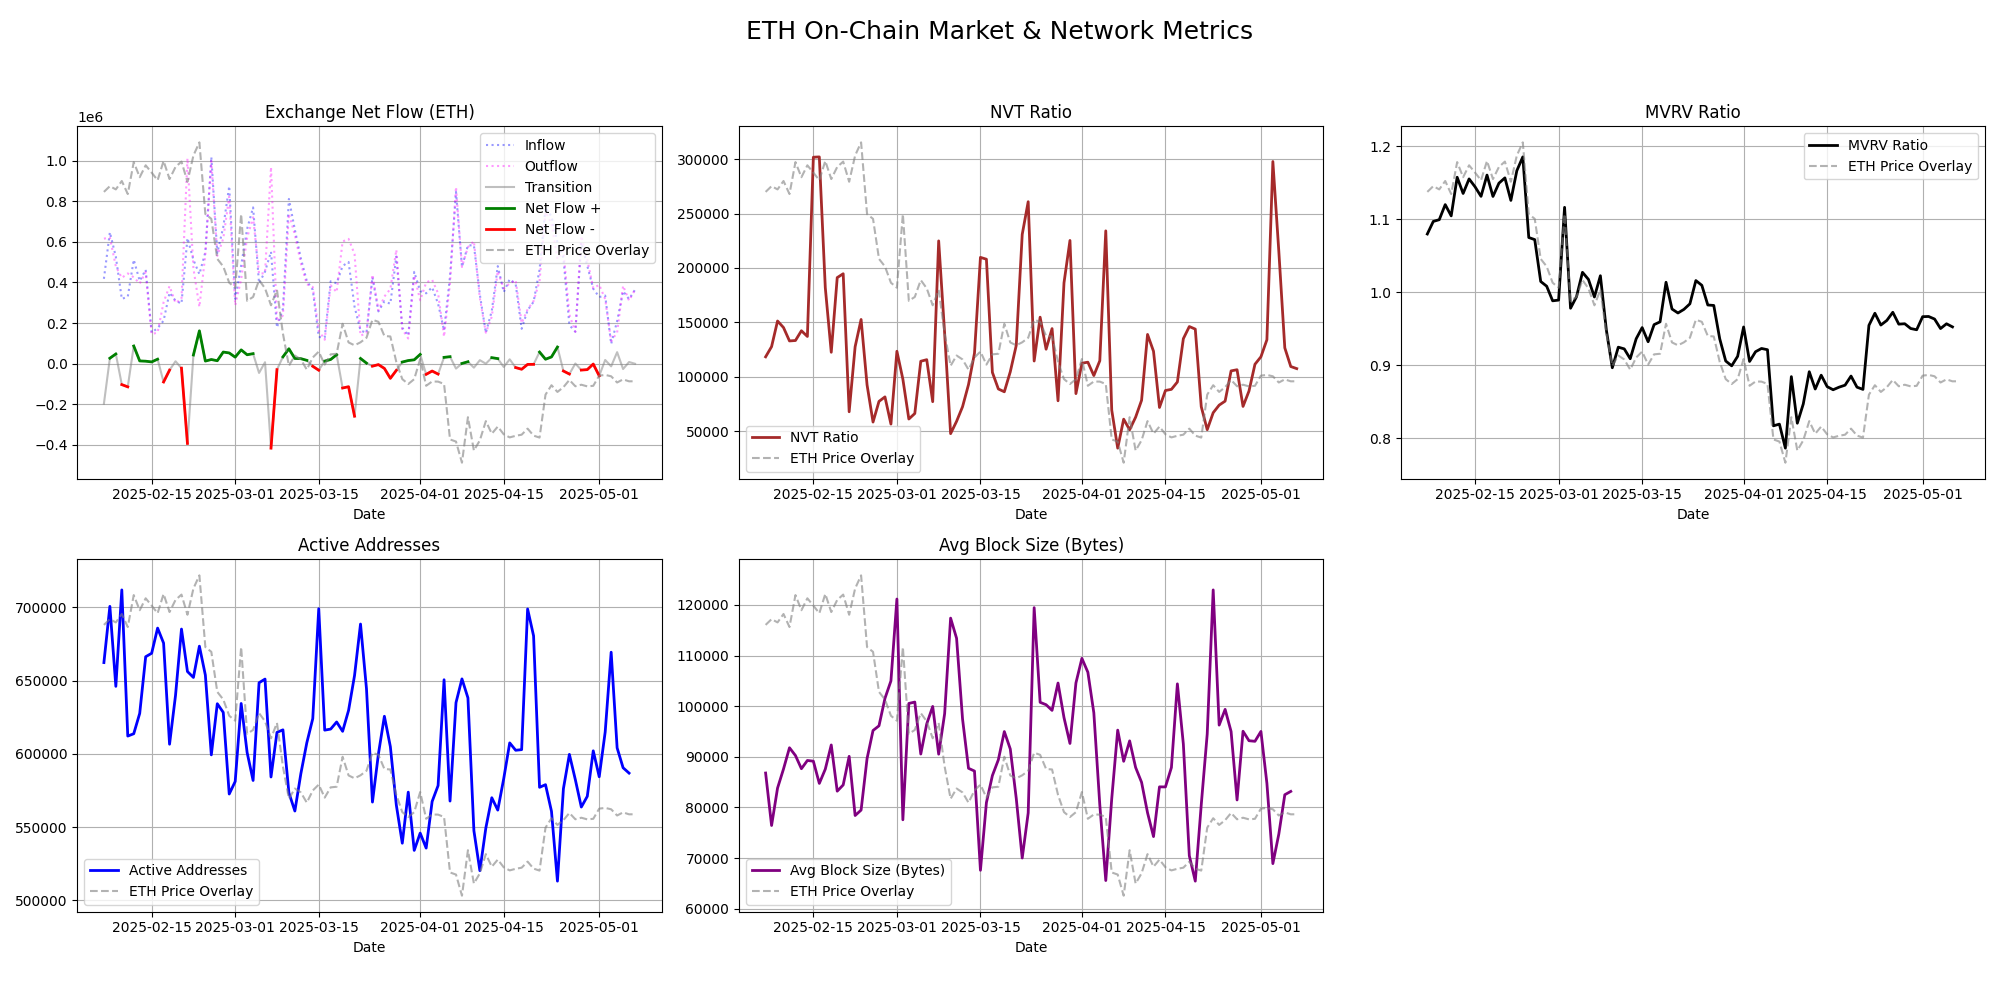 ETH On-Chain Market & Network Metrics
Exchange Net Flow (ETH)
1e6
1.0
0.8
0.6
0.4
0.2
0.0
−0.2
−0.4
Inflow
Outflow
Transition
Net Flow +
Net Flow -
ETH Price Overlay
2025-02-15 2025-03-01 2025-03-15 2025-04-01 2025-04-15 2025-05-01
Date
NVT Ratio
300000
250000
200000
150000
100000
50000
NVT Ratio
ETH Price Overlay
2025-02-15 2025-03-01 2025-03-15 2025-04-01 2025-04-15 2025-05-01
Date
MVRV Ratio
1.2
1.1
1.0
0.9
0.8
MVRV Ratio
ETH Price Overlay
2025-02-15 2025-03-01 2025-03-15 2025-04-01 2025-04-15 2025-05-01
Date
Active Addresses
700000
650000
600000
550000
500000
Active Addresses
ETH Price Overlay
2025-02-15 2025-03-01 2025-03-15 2025-04-01 2025-04-15 2025-05-01
Date
Avg Block Size (Bytes)
120000
110000
100000
90000
80000
70000
60000
Avg Block Size (Bytes)
ETH Price Overlay
2025-02-15 2025-03-01 2025-03-15 2025-04-01 2025-04-15 2025-05-01
Date